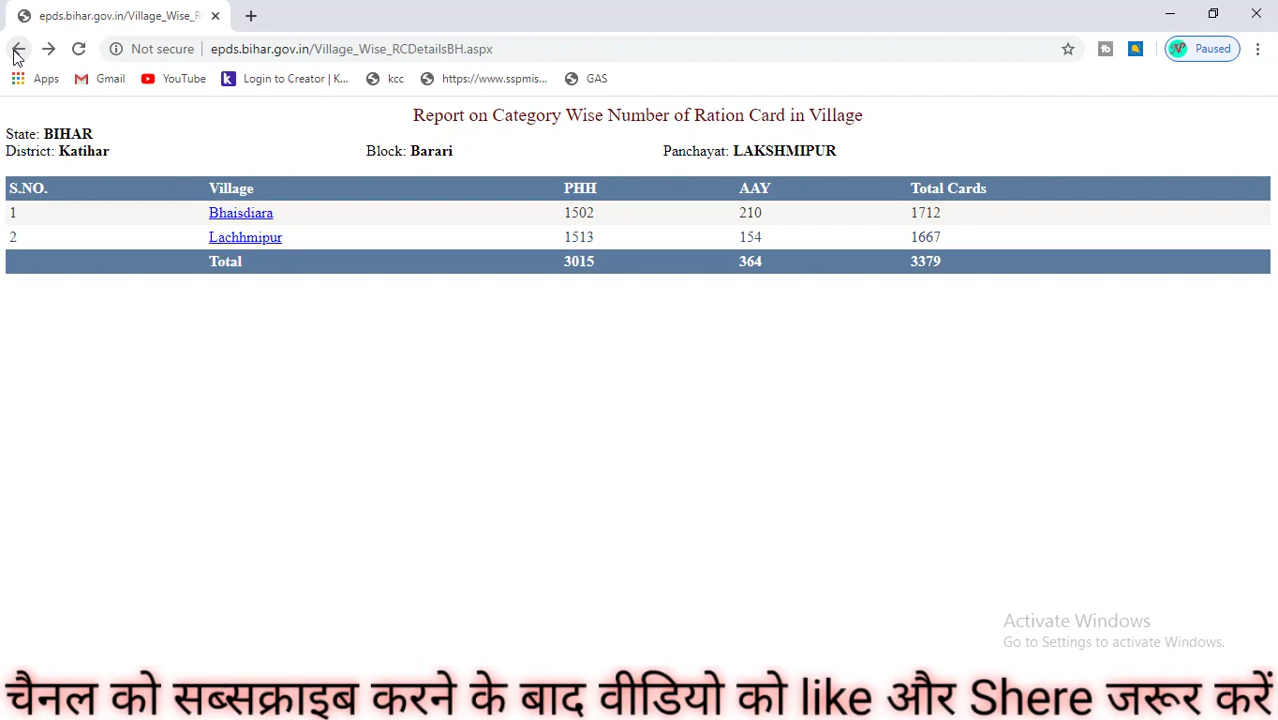 epds.bihar.gov.in/Village_Wise_R
Not secure epds.bihar.gov.in/Village_Wise_RCDetailsBH.aspx Paused
Apps Gmail YouTube Login to Creator | K... kcc https://www.sspmis... GAS
Report on Category Wise Number of Ration Card in Village
State: BIHAR
District: Katihar Block: Barari Panchayat: LAKSHMIPUR
S.NO. Village PHH AAY Total Cards
1 Bhaisdiara 1502 210 1712
2 Lachhmipur 1513 154 1667
Total 3015 364 3379
Activate Windows
Go to Settings to activate Windows.
चैनल को सब्सक्राइब करने के बाद वीडियो को like और Shere जरूर करें